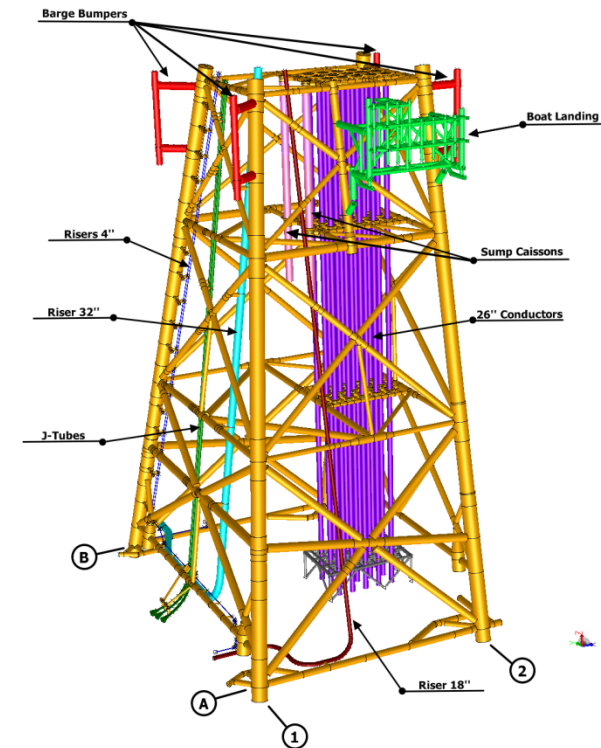 Barge Bumpers
Boat Landing
Risers 4''
Sump Caissons
Riser 32''
26'' Conductors
J-Tubes
B
2
A
Riser 18''
1